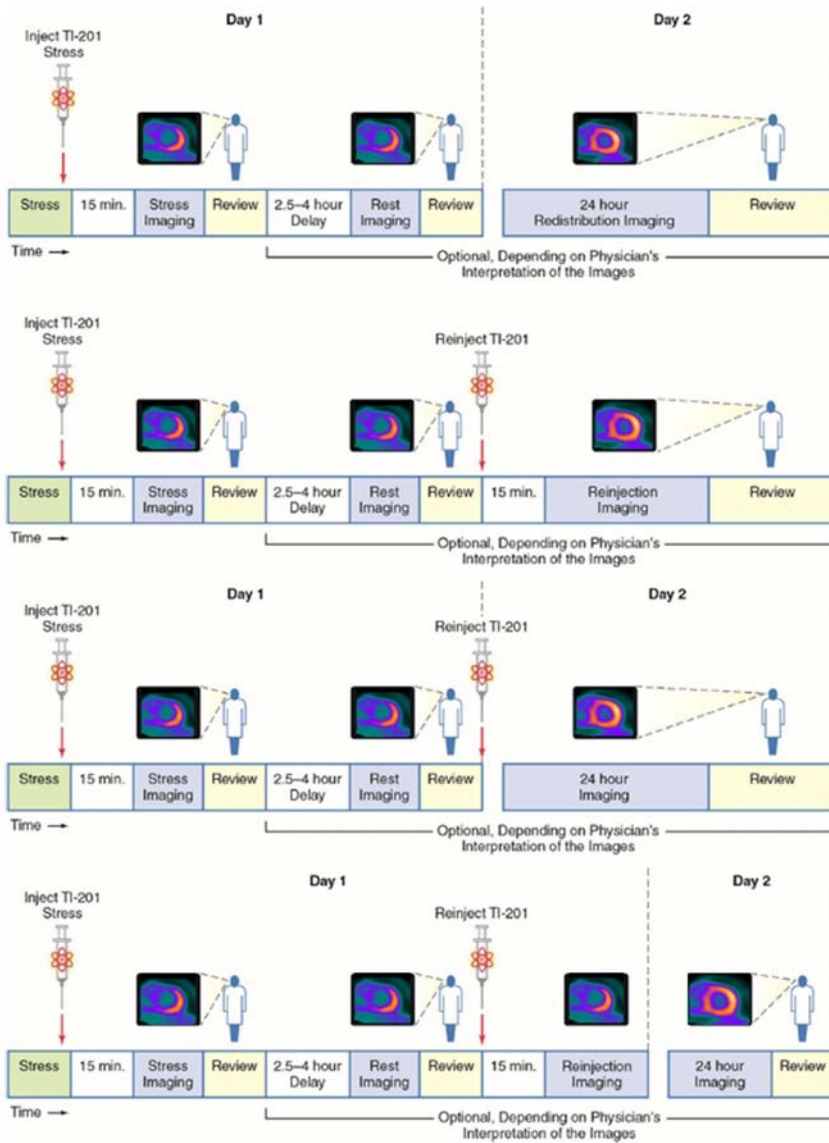 Day 1
Day 2
Inject Tl-201
Stress
Stress
15 min.
Stress
Imaging
Review
2.5–4 hour
Delay
Rest
Imaging
Review
24 hour
Redistribution Imaging
Review
Time
Optional, Depending on Physician's
Interpretation of the Images
Inject Tl-201
Stress
Reinject Tl-201
Stress
15 min.
Stress
Imaging
Review
2.5–4 hour
Delay
Rest
Imaging
Review
15 min.
Reinjection
Imaging
Review
Time
Optional, Depending on Physician's
Interpretation of the Images
Day 1
Day 2
Inject Tl-201
Stress
Reinject Tl-201
Stress
15 min.
Stress
Imaging
Review
2.5–4 hour
Delay
Rest
Imaging
Review
24 hour
Imaging
Review
Time
Optional, Depending on Physician's
Interpretation of the Images
Day 1
Day 2
Inject Tl-201
Stress
Reinject Tl-201
Stress
15 min.
Stress
Imaging
Review
2.5–4 hour
Delay
Rest
Imaging
Review
15 min.
Reinjection
Imaging
24 hour
Imaging
Review
Time
Optional, Depending on Physician's
Interpretation of the Images